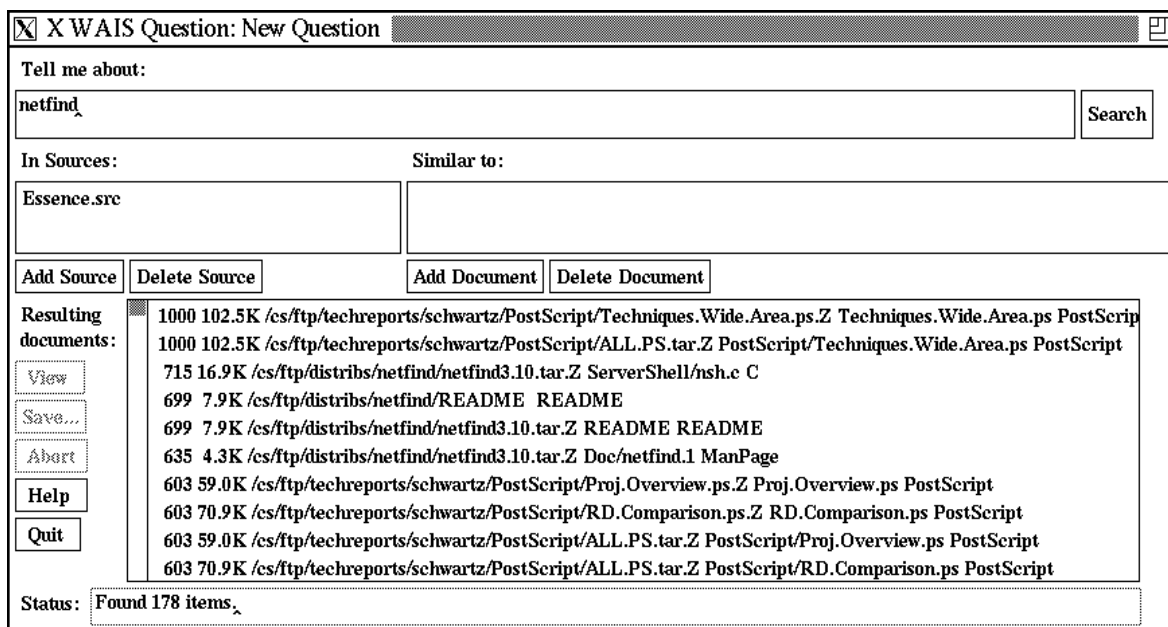 X X WAIS Question: New Question
Tell me about:
netfind
Search
In Sources: Similar to:
Essence.src
Add Source Delete Source Add Document Delete Document
Resulting documents:
View
Save...
Abort
Help
Quit
1000 102.5K /cs/ftp/techreports/schwartz/PostScript/Techniques.Wide.Area.ps.Z Techniques.Wide.Area.ps PostScrip
1000 102.5K /cs/ftp/techreports/schwartz/PostScript/ALL.PS.tar.Z PostScript/Techniques.Wide.Area.ps PostScript
715 16.9K /cs/ftp/distribs/netfind/netfind3.10.tar.Z ServerShell/nsh.c C
699 7.9K /cs/ftp/distribs/netfind/README README
699 7.9K /cs/ftp/distribs/netfind/netfind3.10.tar.Z README README
635 4.3K /cs/ftp/distribs/netfind/netfind3.10.tar.Z Doc/netfind.1 ManPage
603 59.0K /cs/ftp/techreports/schwartz/PostScript/Proj.Overview.ps.Z Proj.Overview.ps PostScript
603 70.9K /cs/ftp/techreports/schwartz/PostScript/RD.Comparison.ps.Z RD.Comparison.ps PostScript
603 59.0K /cs/ftp/techreports/schwartz/PostScript/ALL.PS.tar.Z PostScript/Proj.Overview.ps PostScript
603 70.9K /cs/ftp/techreports/schwartz/PostScript/ALL.PS.tar.Z PostScript/RD.Comparison.ps PostScript
Status: Found 178 items.